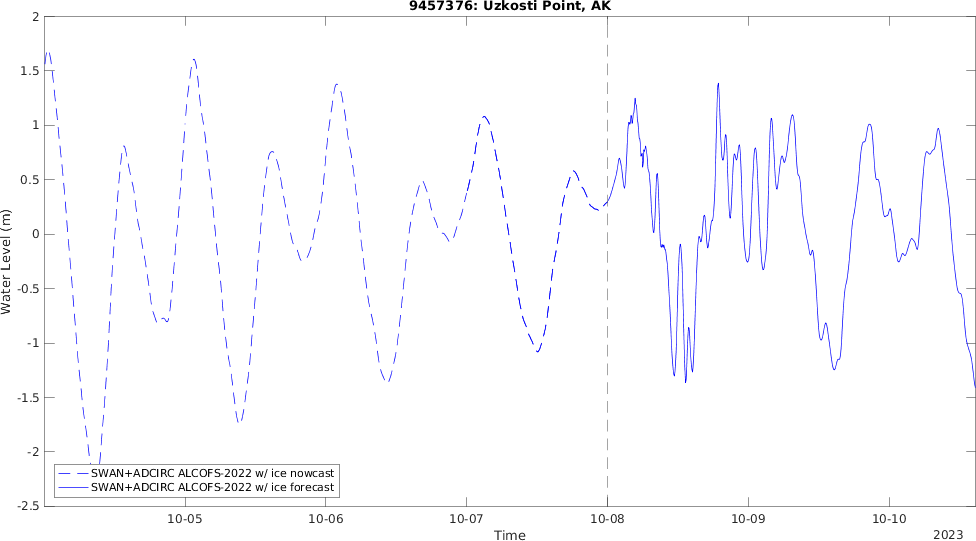 9457376: Uzkosti Point, AK
2
1.5
1
0.5
0
-0.5
-1
-1.5
-2
-2.5
Water Level (m)
SWAN+ADCIRC ALCOFS-2022 w/ ice nowcast
SWAN+ADCIRC ALCOFS-2022 w/ ice forecast
10-05 10-06 10-07 10-08 10-09 10-10
Time
2023